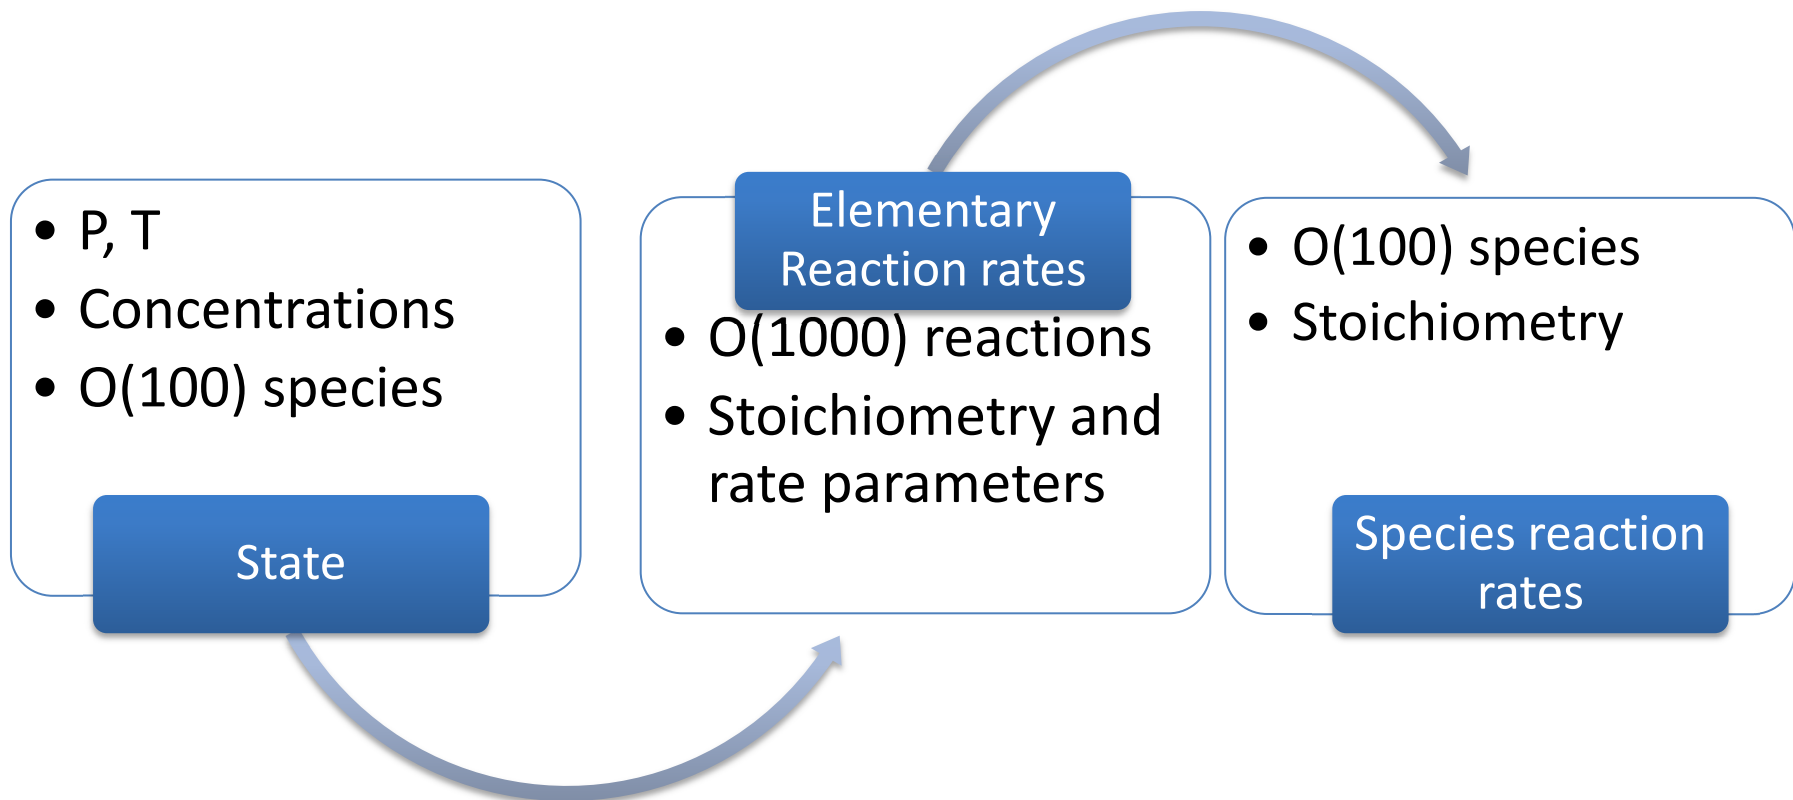 • P, T
• Concentrations
• O(100) species
State
Elementary
Reaction rates
• O(1000) reactions
• Stoichiometry and
rate parameters
• O(100) species
• Stoichiometry
Species reaction
rates